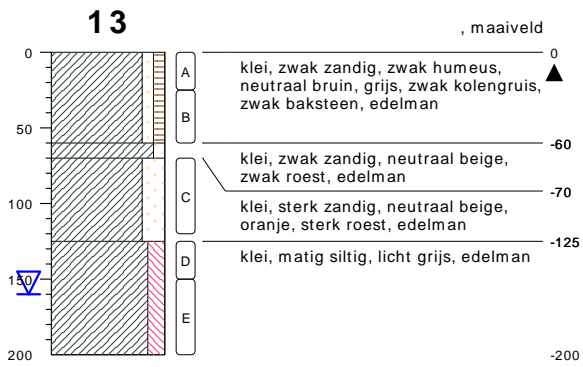 13
, maaiveld
0
0
A
klei, zwak zandig, zwak humeus,
neutraal bruin, grijs, zwak kolengruis,
zwak baksteen, edelman
50
B
-60
klei, zwak zandig, neutraal beige,
zwak roest, edelman
-70
100
C
klei, sterk zandig, neutraal beige,
oranje, sterk roest, edelman
-125
D
klei, matig siltig, licht grijs, edelman
150
E
200
-200